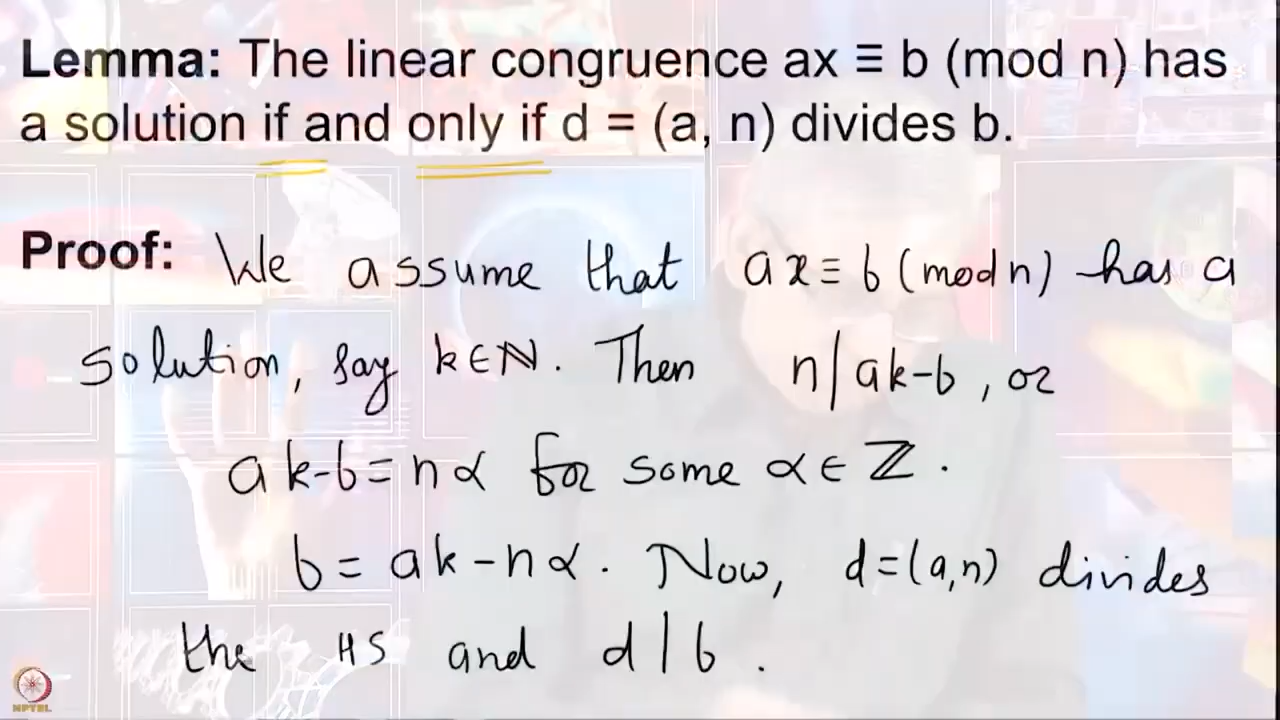 Lemma: The linear congruence ax ≡ b (mod n) has
a solution if and only if d = (a, n) divides b.
Proof: We assume that ax ≡ b (mod n) has a
solution, say k∈ℕ. Then n/ak-b, or
ak-b = nα for some α∈ℤ.
b = ak-nα. Now, d=(a,n) divides
the HS and d|b.
NPTEL